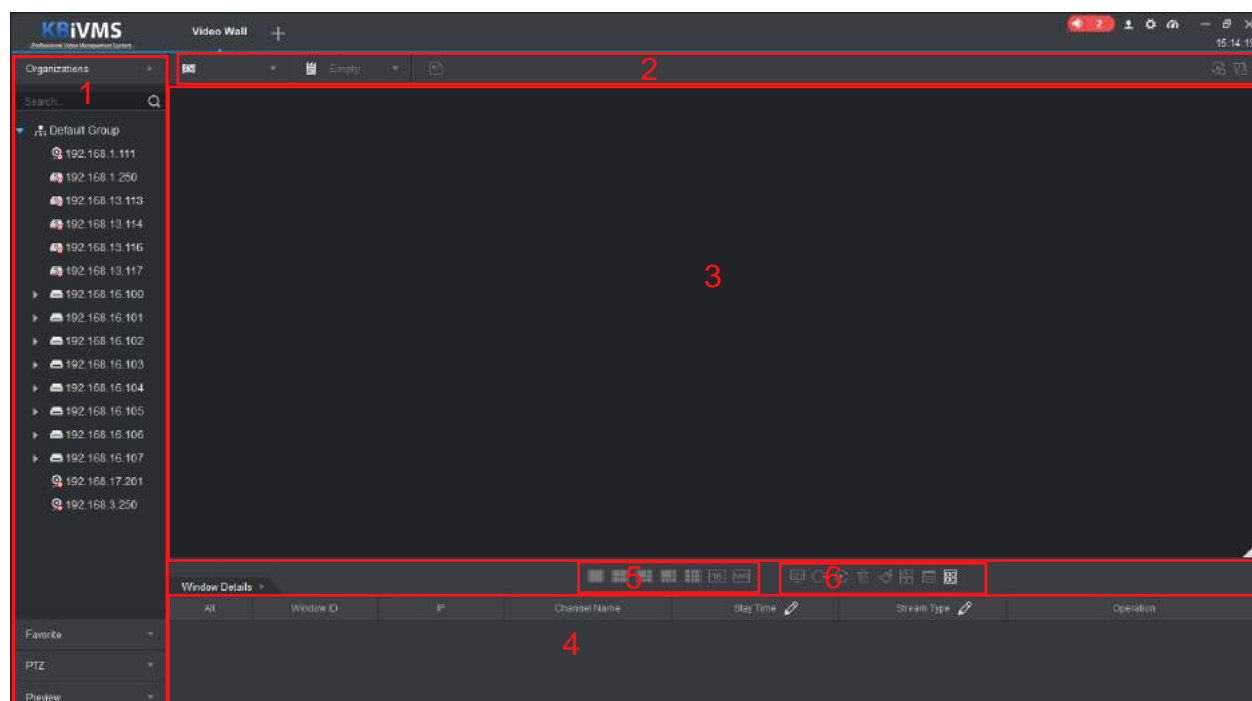 KBiVMS
Professional Video Management System
Video Wall
2
15:14:19
Organizations
1
Empty
2
Search..
Default Group
192.168.1.111
192.168.1.250
192.168.13.113
192.168.13.114
192.168.13.116
192.168.13.117
192.168.16.100
192.168.16.101
192.168.16.102
192.168.16.103
192.168.16.104
192.168.16.105
192.168.16.106
192.168.16.107
192.168.17.201
192.168.3.250
3
Window Details
5
16
6
All
Window ID
IP
Channel Name
Stay Time
Stream Type
Operation
4
Favorite
PTZ
Preview